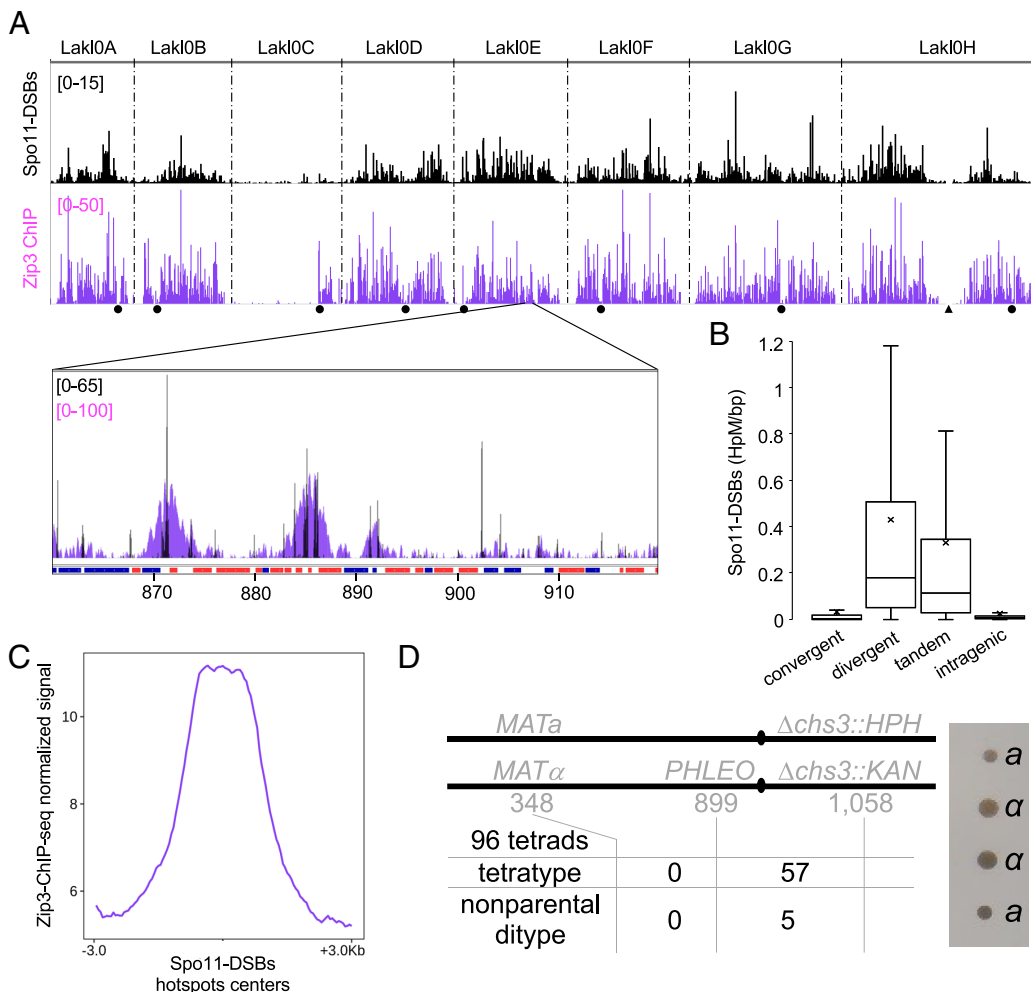 A
Lakl0A Lakl0B Lakl0C Lakl0D Lakl0E Lakl0F Lakl0G Lakl0H
Spo11-DSBs
[0-15]
Zip3 ChIP
[0-50]
[0-65]
[0-100]
870 880 890 900 910
B
Spo11-DSBs (HpM/bp)
1.2
1
0.8
0.6
0.4
0.2
0
convergent divergent tandem intragenic
C
Zip3-ChIP-seq normalized signal
10
8
6
-3.0 +3.0Kb
Spo11-DSBs
hotspots centers
D
MATa Δchs3::HPH
MATα PHLEO Δchs3::KAN
348 899 1,058
96 tetrads
tetratype 0 57
nonparental
ditype 0 5
a
α
α
a